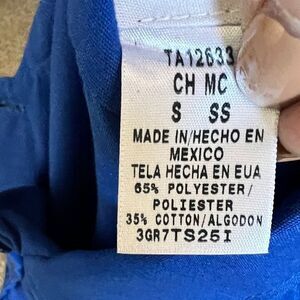 TA12633
CH MC
S SS
MADE IN/HECHO EN
MEXICO
TELA HECHA EN EUA
65% POLYESTER/
POLIESTER
35% COTTON/ALGODON
3GR7TS25I